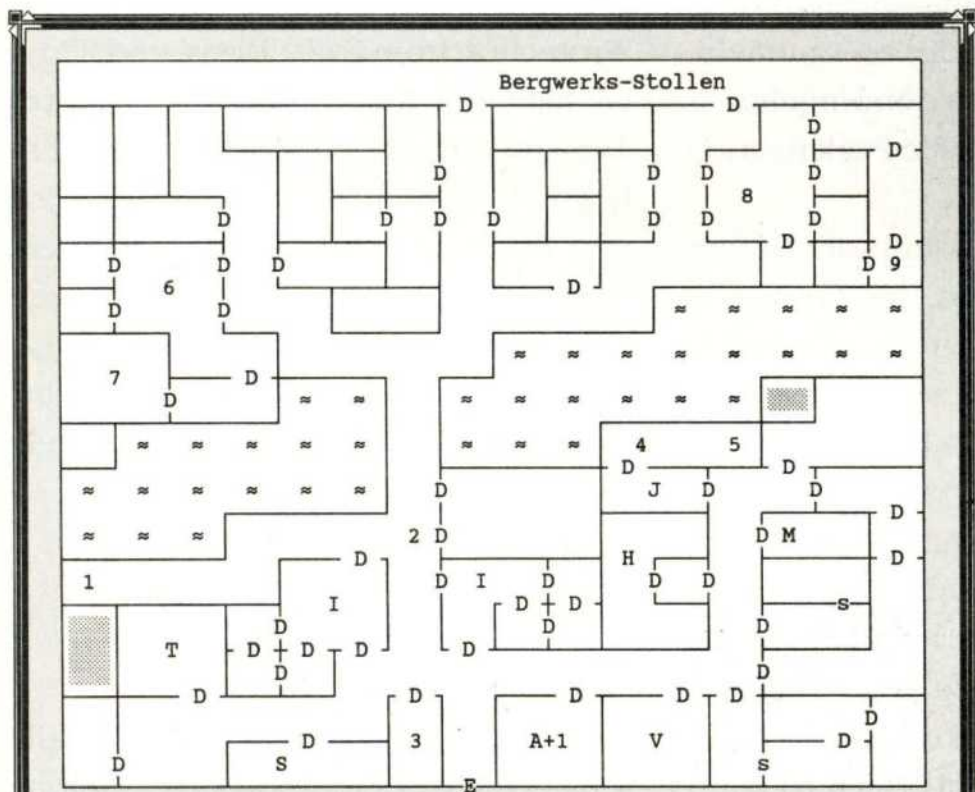 Bergwerks-Stollen
D D
D
D D
D D D D
8
D D D D D D
D D
D D D D 9
6
D D D
≈ ≈ ≈ ≈ ≈
7 D ≈ ≈ ≈ ≈ ≈ ≈ ≈ ≈
D ≈ ≈ ≈ ≈ ≈ ≈ ≈ ≈
≈ ≈ ≈ ≈ ≈ ≈ ≈ ≈ 4 5
D D
≈ ≈ ≈ ≈ ≈ ≈ D J D D
D
≈ ≈ ≈ 2 D D M
D H D
1 D I D D D
I D D s
D D D
T D D D D
D D
D D D D D
D
D 3 A+1 V D
D S s
E